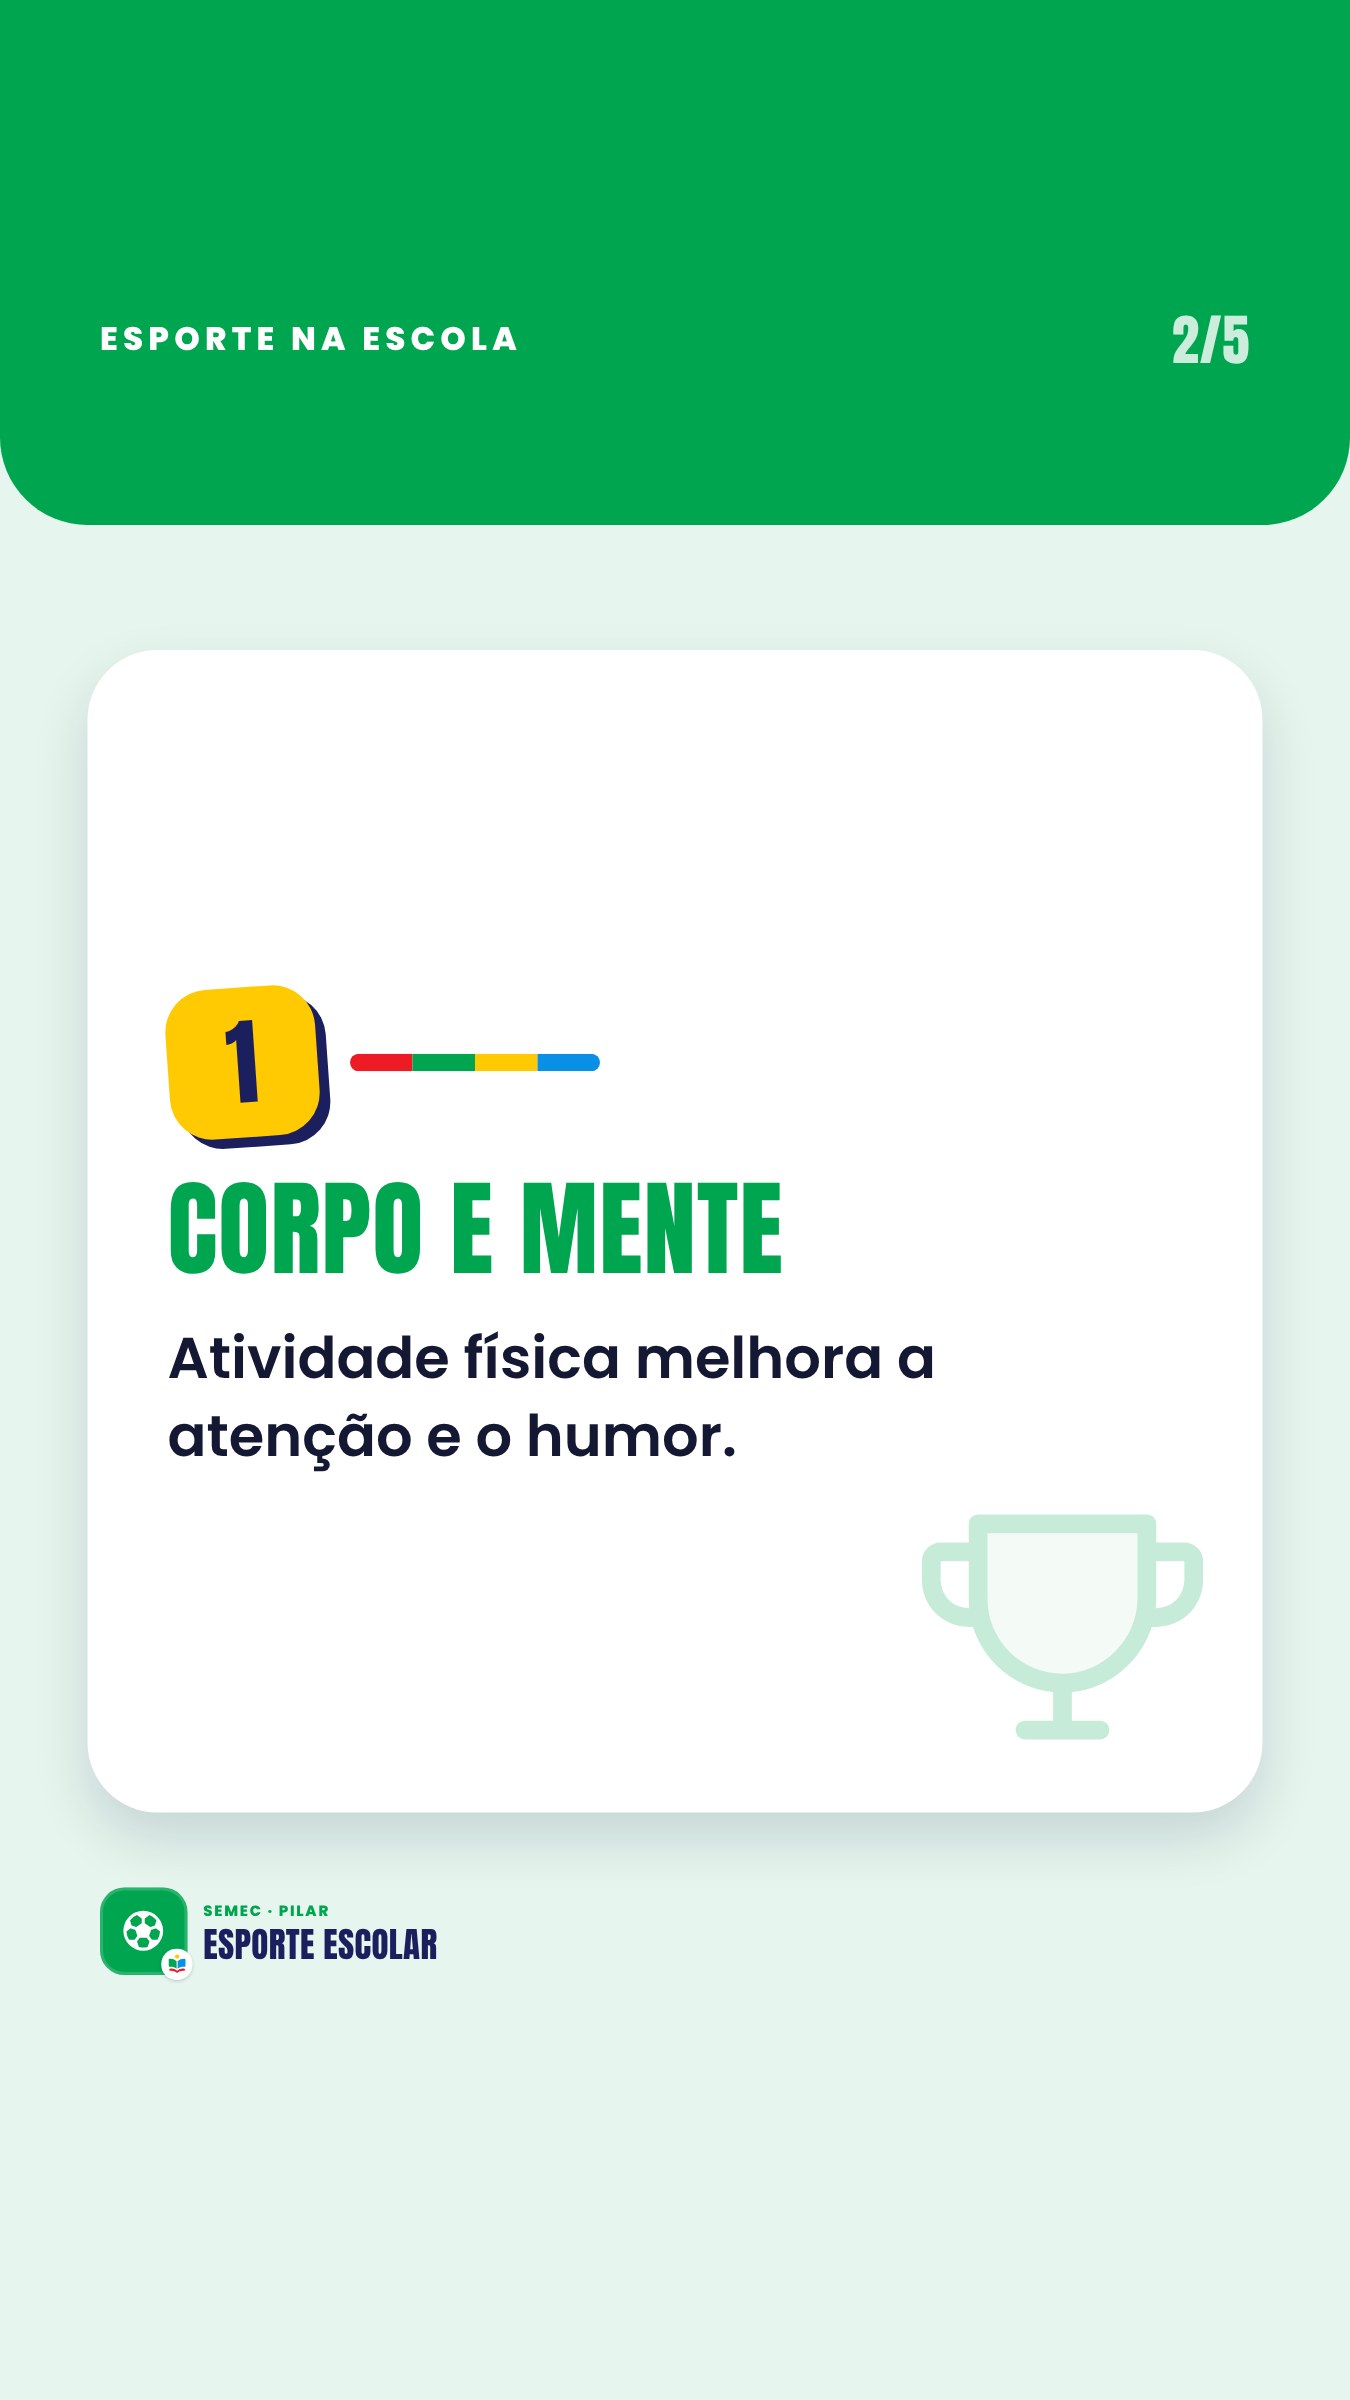 ESPORTE NA ESCOLA
2/5
1
CORPO E MENTE
Atividade física melhora a
atenção e o humor.
SEMEC · PILAR
ESPORTE ESCOLAR